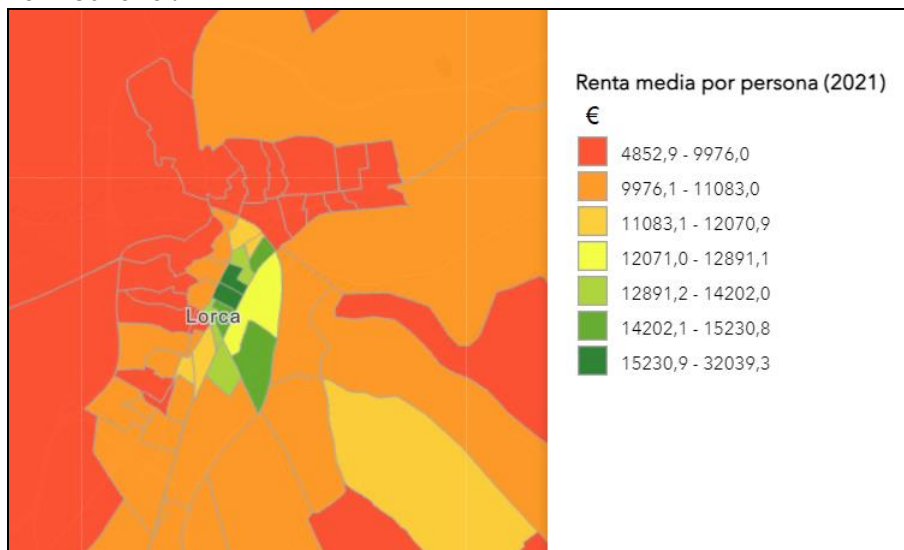 Lorca
Renta media por persona (2021)
€
4852,9 - 9976,0
9976,1 - 11083,0
11083,1 - 12070,9
12071,0 - 12891,1
12891,2 - 14202,0
14202,1 - 15230,8
15230,9 - 32039,3